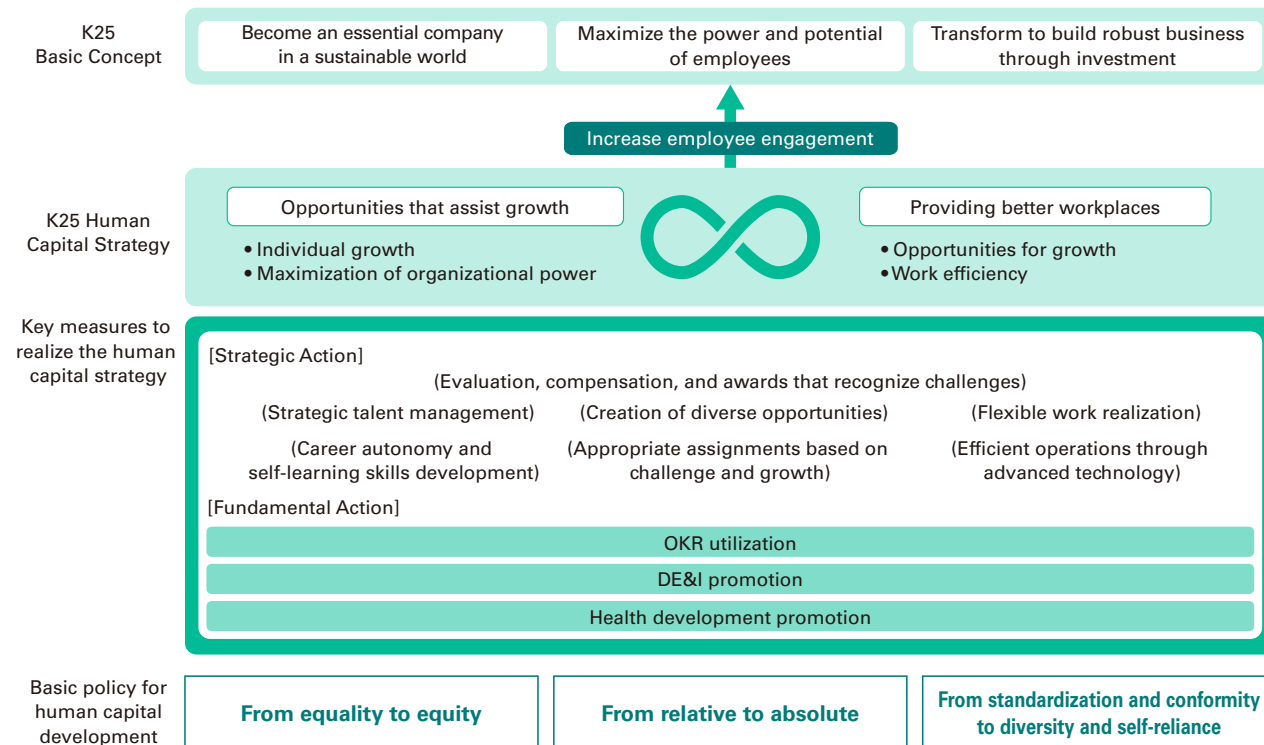 K25
Basic Concept
Become an essential company
in a sustainable world
Maximize the power and potential
of employees
Transform to build robust business
through investment
Increase employee engagement
K25 Human
Capital Strategy
Opportunities that assist growth
• Individual growth
• Maximization of organizational power
Providing better workplaces
• Opportunities for growth
• Work efficiency
Key measures to
realize the human
capital strategy
[Strategic Action]
(Evaluation, compensation, and awards that recognize challenges)
(Strategic talent management)
(Creation of diverse opportunities)
(Flexible work realization)
(Career autonomy and
self-learning skills development)
(Appropriate assignments based on
challenge and growth)
(Efficient operations through
advanced technology)
[Fundamental Action]
OKR utilization
DE&I promotion
Health development promotion
Basic policy for
human capital
development
From equality to equity
From relative to absolute
From standardization and conformity
to diversity and self-reliance